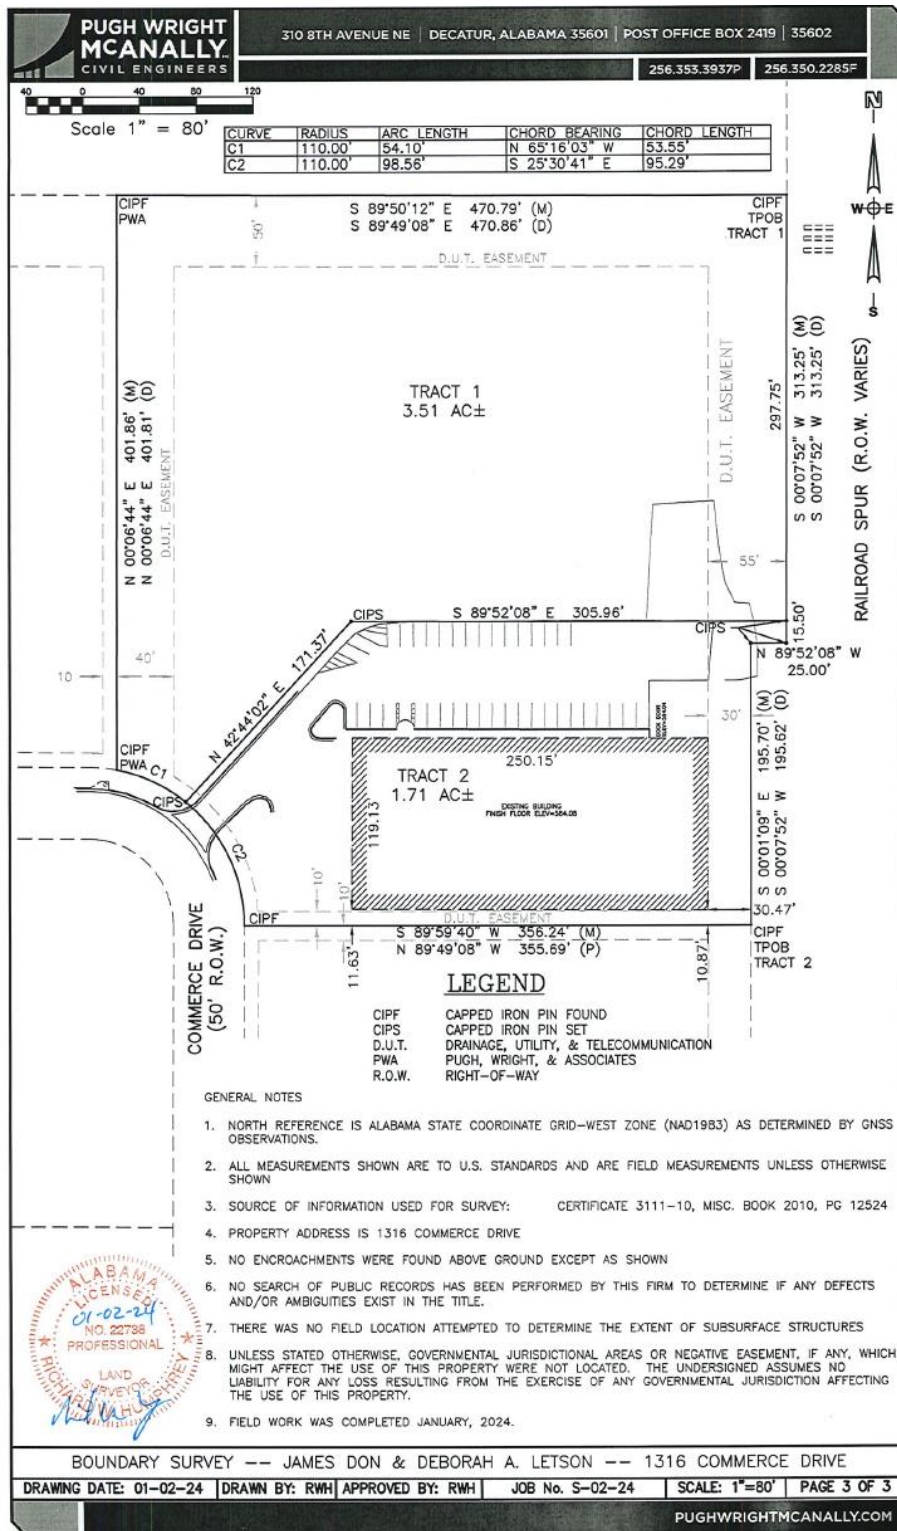 PUGH WRIGHT
MCANALLY
CIVIL ENGINEERS
310 8TH AVENUE NE | DECATUR, ALABAMA 35601 | POST OFFICE BOX 2419 | 35602
256.353.3937P 256.350.2285F
40 0 40 80 120
Scale 1" = 80'
CURVE RADIUS ARC LENGTH CHORD BEARING CHORD LENGTH
C1 110.00' 54.10' N 65°16'03" W 53.55'
C2 110.00' 98.56' S 25°30'41" E 95.29'
N
W E
S
CIPF
PWA
50'
S 89°50'12" E 470.79' (M)
S 89°49'08" E 470.86' (D)
CIPF
TPOB
TRACT 1
D.U.T. EASEMENT
TRACT 1
3.51 AC±
N 00°06'44" E 401.86' (M)
N 00°06'44" E 401.81' (D)
D.U.T. EASEMENT
D.U.T. EASEMENT
297.75'
S 00°07'52" W 313.25' (M)
S 00°07'52" W 313.25' (D)
RAILROAD SPUR (R.O.W. VARIES)
55'
CIPS
S 89°52'08" E 305.96'
CIPS
15.50'
N 89°52'08" W
25.00'
10
40'
N 42°44'02" E 171.37'
30'
CIPF
PWA
C1
CIPS
C2
TRACT 2
1.71 AC±
250.15'
119.13'
EXISTING BUILDING
FINISH FLOOR ELEV=584.08
S 00°01'09" E 195.70' (M)
S 00°07'52" W 195.62' (D)
10'
10'
30.47'
CIPF
D.U.T. EASEMENT
S 89°59'40" W 356.24' (M)
N 89°49'08" W 355.69' (P)
CIPF
TPOB
TRACT 2
11.63'
10.87'
COMMERCE DRIVE
(50' R.O.W.)
LEGEND
CIPF CAPPED IRON PIN FOUND
CIPS CAPPED IRON PIN SET
D.U.T. DRAINAGE, UTILITY, & TELECOMMUNICATION
PWA PUGH, WRIGHT, & ASSOCIATES
R.O.W. RIGHT-OF-WAY
GENERAL NOTES
1. NORTH REFERENCE IS ALABAMA STATE COORDINATE GRID-WEST ZONE (NAD1983) AS DETERMINED BY GNSS
OBSERVATIONS.
2. ALL MEASUREMENTS SHOWN ARE TO U.S. STANDARDS AND ARE FIELD MEASUREMENTS UNLESS OTHERWISE
SHOWN
3. SOURCE OF INFORMATION USED FOR SURVEY: CERTIFICATE 3111-10, MISC. BOOK 2010, PG 12524
4. PROPERTY ADDRESS IS 1316 COMMERCE DRIVE
5. NO ENCROACHMENTS WERE FOUND ABOVE GROUND EXCEPT AS SHOWN
6. NO SEARCH OF PUBLIC RECORDS HAS BEEN PERFORMED BY THIS FIRM TO DETERMINE IF ANY DEFECTS
AND/OR AMBIGUITIES EXIST IN THE TITLE.
7. THERE WAS NO FIELD LOCATION ATTEMPTED TO DETERMINE THE EXTENT OF SUBSURFACE STRUCTURES
8. UNLESS STATED OTHERWISE, GOVERNMENTAL JURISDICTIONAL AREAS OR NEGATIVE EASEMENT, IF ANY, WHICH
MIGHT AFFECT THE USE OF THIS PROPERTY WERE NOT LOCATED. THE UNDERSIGNED ASSUMES NO
LIABILITY FOR ANY LOSS RESULTING FROM THE EXERCISE OF ANY GOVERNMENTAL JURISDICTION AFFECTING
THE USE OF THIS PROPERTY.
9. FIELD WORK WAS COMPLETED JANUARY, 2024.
ALABAMA
LICENSED
01-02-24
NO. 22738
PROFESSIONAL
LAND
SURVEYOR
RICHARD W. HUMPHREY
BOUNDARY SURVEY -- JAMES DON & DEBORAH A. LETSON -- 1316 COMMERCE DRIVE
DRAWING DATE: 01-02-24 DRAWN BY: RWH APPROVED BY: RWH JOB No. S-02-24 SCALE: 1"=80' PAGE 3 OF 3
PUGHWRIGHTMCANALLY.COM